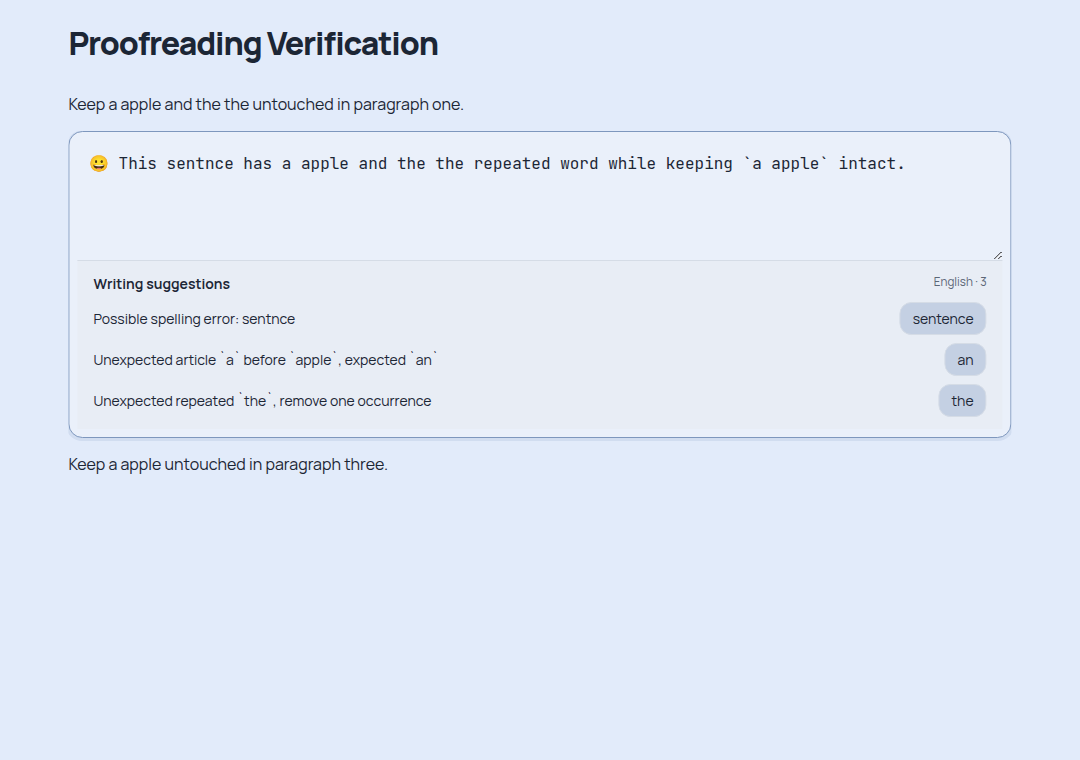 Proofreading Verification
Keep a apple and the the untouched in paragraph one.
😀 This sentnce has a apple and the the repeated word while keeping `a apple` intact.
Writing suggestions
English · 3
Possible spelling error: sentnce
sentence
Unexpected article `a` before `apple`, expected `an`
an
Unexpected repeated `the`, remove one occurrence
the
Keep a apple untouched in paragraph three.